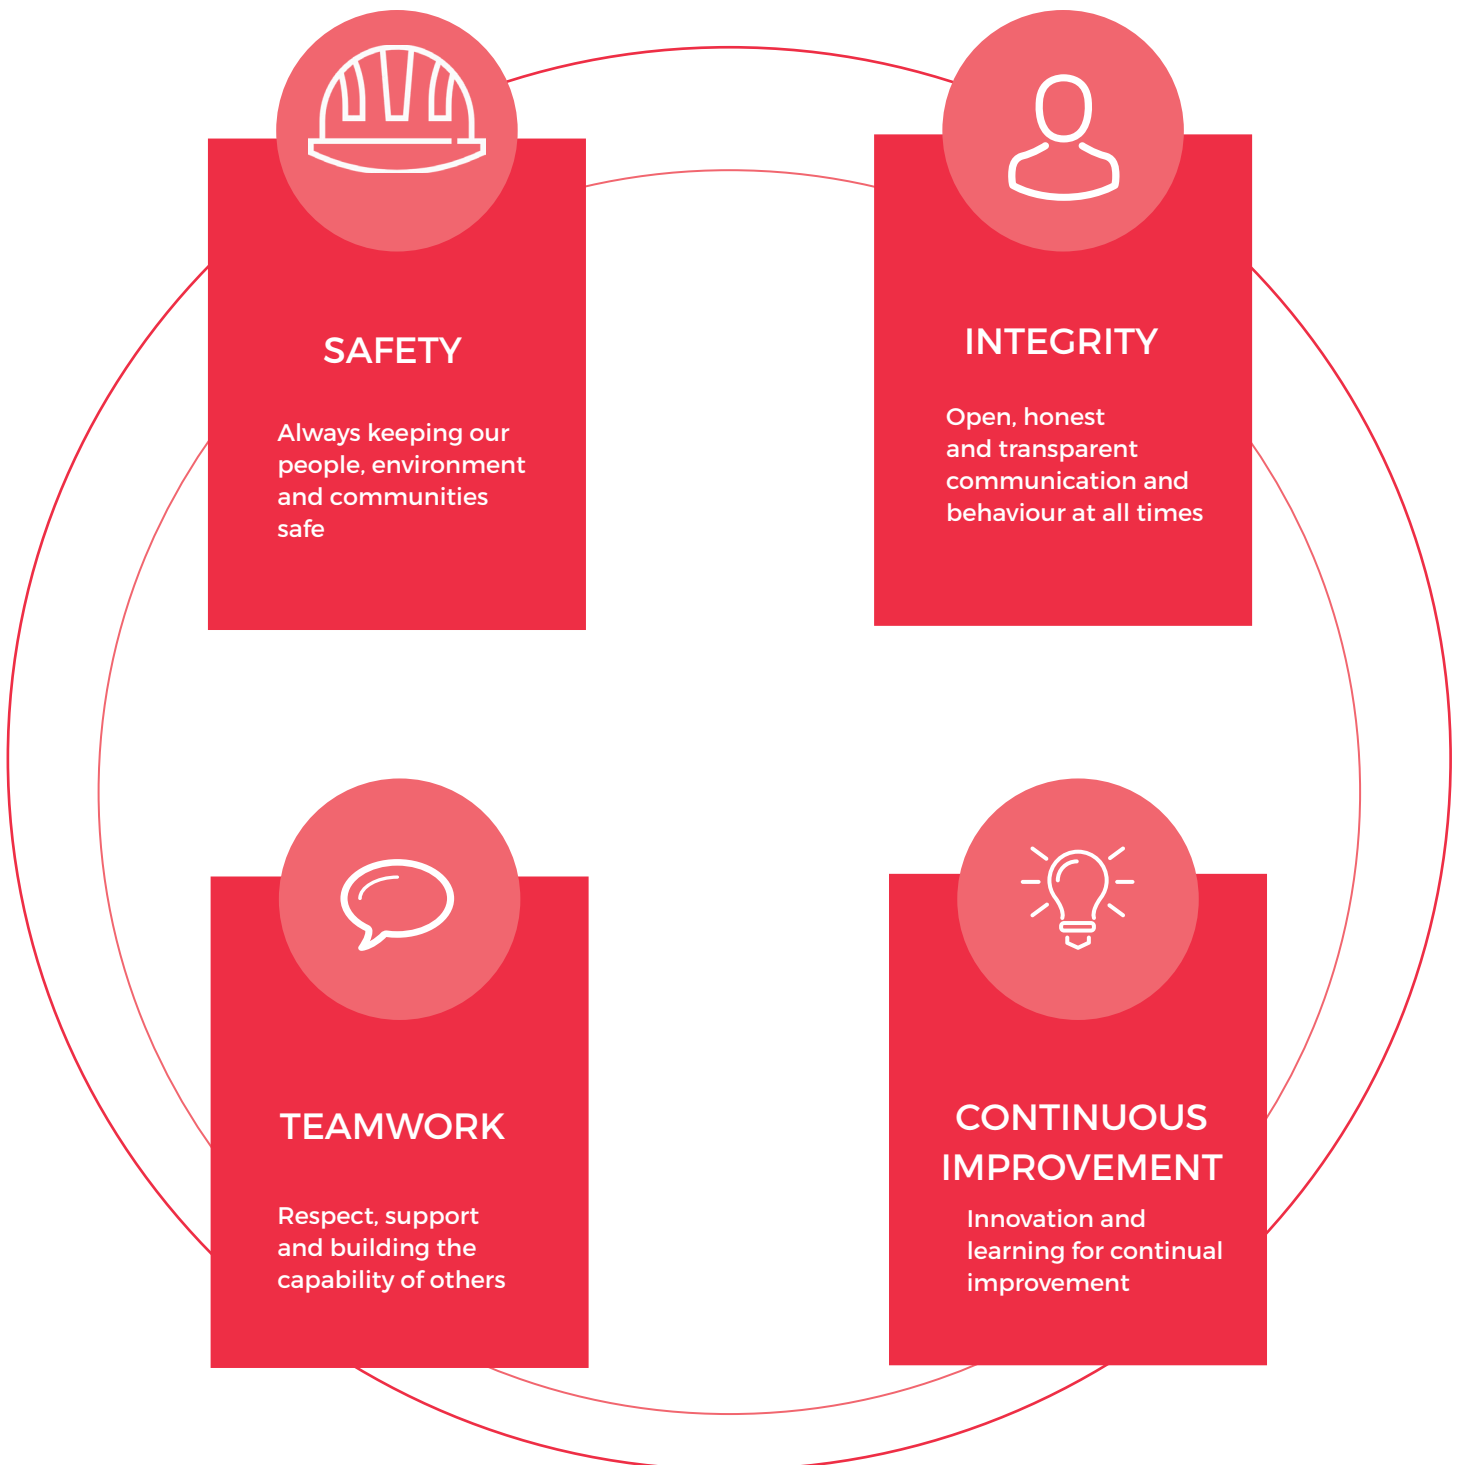 SAFETY
Always keeping our
people, environment
and communities
safe
INTEGRITY
Open, honest
and transparent
communication and
behaviour at all times
TEAMWORK
Respect, support
and building the
capability of others
CONTINUOUS
IMPROVEMENT
Innovation and
learning for continual
improvement